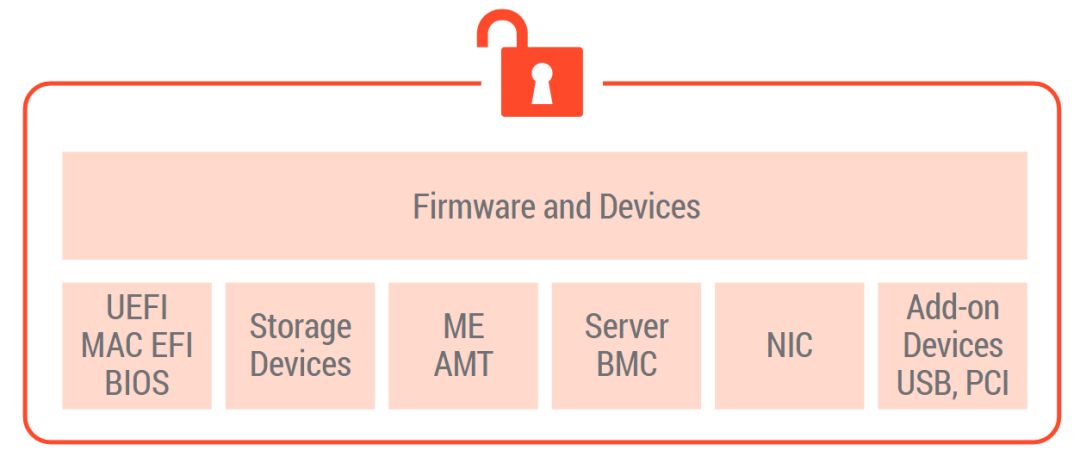 Firmware and Devices
UEFI
MAC EFI
BIOS
Storage
Devices
ME
AMT
Server
BMC
NIC
Add-on
Devices
USB, PCI